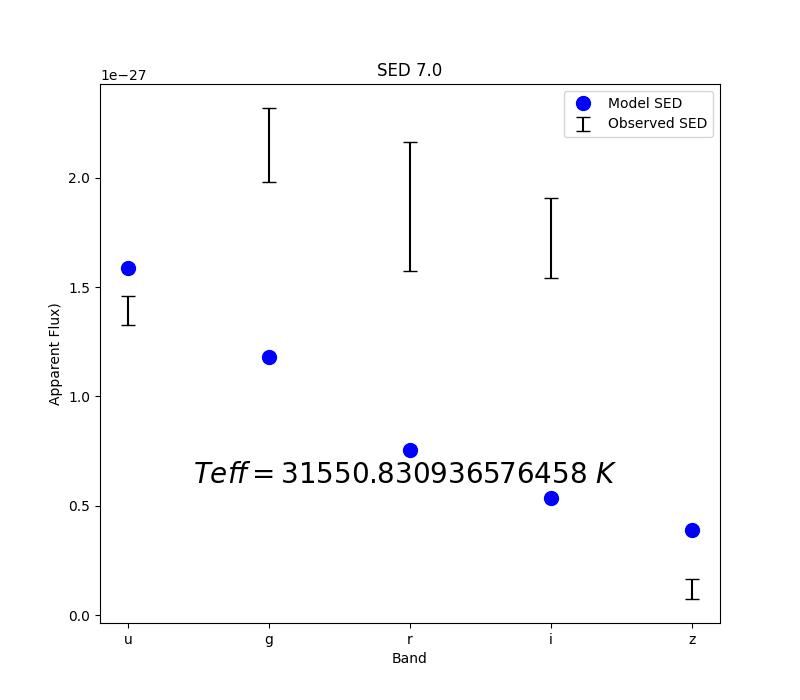 SED 7.0
1e−27
Model SED
Observed SED
2.0
1.5
1.0
0.5
0.0
Apparent Flux)
Teff = 31550.830936576458 K
u g r i z
Band